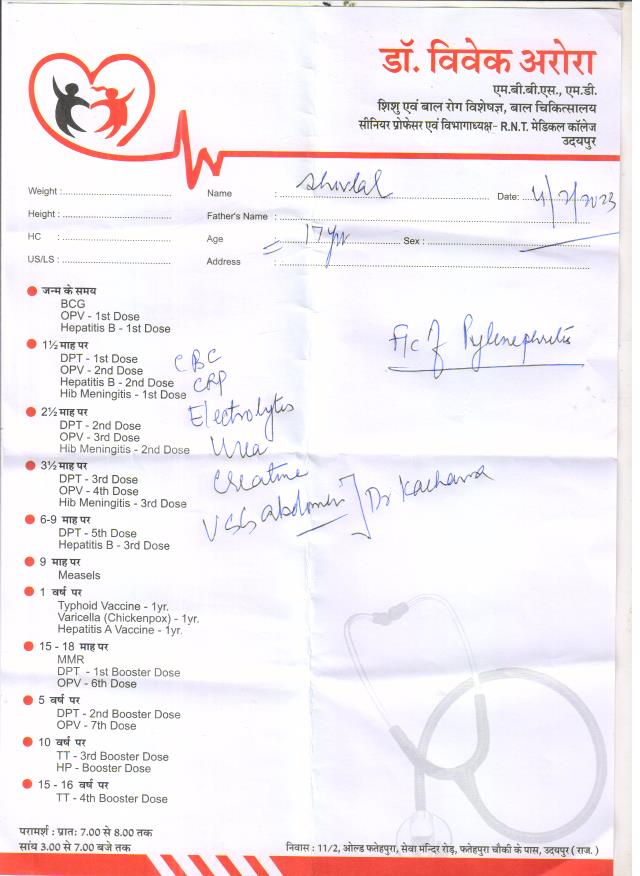 डॉ. विवेक अरोरा
एम.बी.बी.एस., एम.डी.
शिशु एवं बाल रोग विशेषज्ञ, बाल चिकित्सालय
सीनियर प्रोफेसर एवं विभागाध्यक्ष- R.N.T. मेडिकल कॉलेज
उदयपुर
Weight : Name : Shivlal Date: 4/7/2023
Height : Father's Name :
HC : Age : 17 yr Sex :
US/LS : Address :
जन्म के समय
BCG
OPV - 1st Dose
Hepatitis B - 1st Dose
F/c of Pylenephretis
1½ माह पर
DPT - 1st Dose
OPV - 2nd Dose
Hepatitis B - 2nd Dose
Hib Meningitis - 1st Dose
CBC
CRP
2½ माह पर
DPT - 2nd Dose
OPV - 3rd Dose
Hib Meningitis - 2nd Dose
Electrolytes
Urea
3½ माह पर
DPT - 3rd Dose
OPV - 4th Dose
Hib Meningitis - 3rd Dose
Creatine
USG abdomen ] Dr Kachawa
6-9 माह पर
DPT - 5th Dose
Hepatitis B - 3rd Dose
9 माह पर
Measels
1 वर्ष पर
Typhoid Vaccine - 1yr.
Varicella (Chickenpox) - 1yr.
Hepatitis A Vaccine - 1yr.
15 - 18 माह पर
MMR
DPT - 1st Booster Dose
OPV - 6th Dose
5 वर्ष पर
DPT - 2nd Booster Dose
OPV - 7th Dose
10 वर्ष पर
TT - 3rd Booster Dose
HP - Booster Dose
15 - 16 वर्ष पर
TT - 4th Booster Dose
परामर्श : प्रातः 7.00 से 8.00 तक
सांय 3.00 से 7.00 बजे तक
निवास : 11/2, ओल्ड फतेहपुरा, सेवा मन्दिर रोड़, फतेहपुरा चौकी के पास, उदयपुर ( राज. )